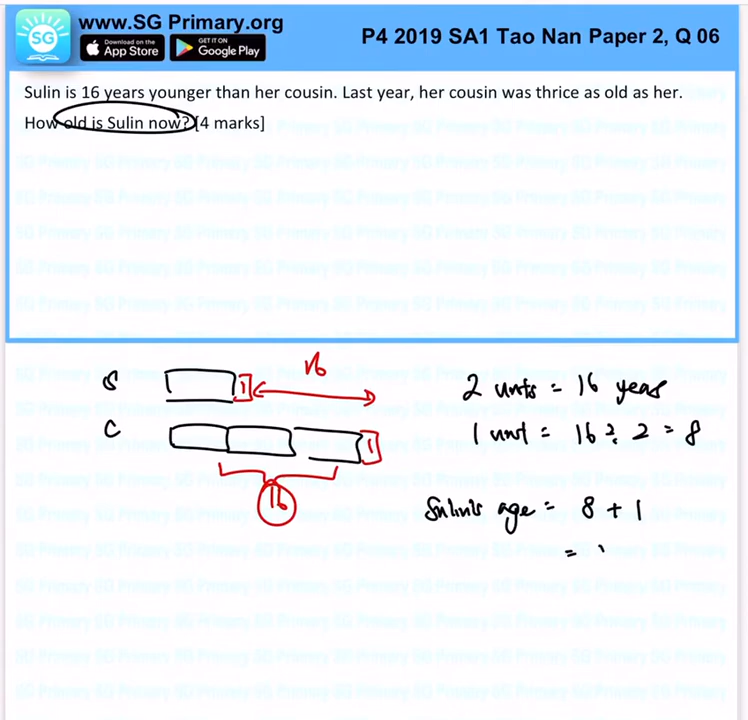 www.SG Primary.org
SG
Download on the
App Store
GET IT ON
Google Play
P4 2019 SA1 Tao Nan Paper 2, Q 06
Sulin is 16 years younger than her cousin. Last year, her cousin was thrice as old as her.
How old is Sulin now? [4 marks]
S 1 16
C 1
16
2 units = 16 years
1 unit = 16 ÷ 2 = 8
Sulin's age = 8 + 1
=